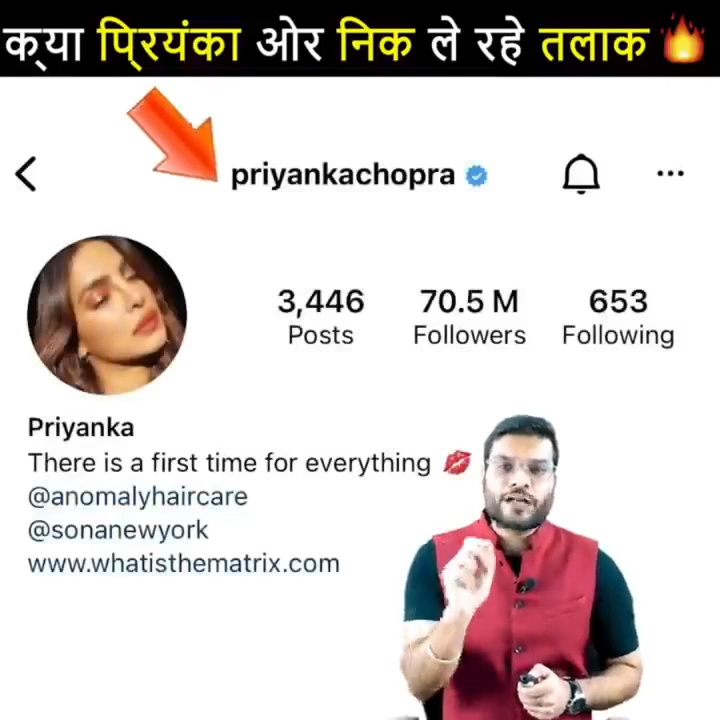 क्या प्रियंका ओर निक ले रहे तलाक🔥
priyankachopra
3,446 70.5 M 653
Posts Followers Following
Priyanka
There is a first time for everything 💋
@anomalyhaircare
@sonanewyork
www.whatisthematrix.com